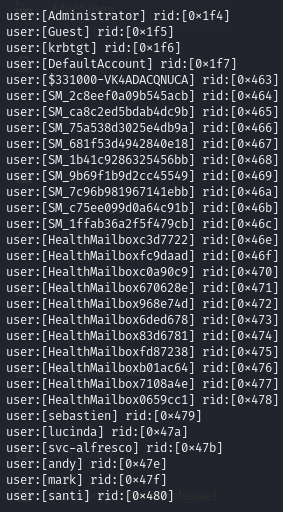 user:[Administrator] rid:[0×1f4]
user:[Guest] rid:[0×1f5]
user:[krbtgt] rid:[0×1f6]
user:[DefaultAccount] rid:[0×1f7]
user:[$331000-VK4ADACQNUCA] rid:[0×463]
user:[SM_2c8eef0a09b545acb] rid:[0×464]
user:[SM_ca8c2ed5bdab4dc9b] rid:[0×465]
user:[SM_75a538d3025e4db9a] rid:[0×466]
user:[SM_681f53d4942840e18] rid:[0×467]
user:[SM_1b41c9286325456bb] rid:[0×468]
user:[SM_9b69f1b9d2cc45549] rid:[0×469]
user:[SM_7c96b981967141ebb] rid:[0×46a]
user:[SM_c75ee099d0a64c91b] rid:[0×46b]
user:[SM_1ffab36a2f5f479cb] rid:[0×46c]
user:[HealthMailboxc3d7722] rid:[0×46e]
user:[HealthMailboxfc9daad] rid:[0×46f]
user:[HealthMailboxc0a90c9] rid:[0×470]
user:[HealthMailbox670628e] rid:[0×471]
user:[HealthMailbox968e74d] rid:[0×472]
user:[HealthMailbox6ded678] rid:[0×473]
user:[HealthMailbox83d6781] rid:[0×474]
user:[HealthMailboxfd87238] rid:[0×475]
user:[HealthMailboxb01ac64] rid:[0×476]
user:[HealthMailbox7108a4e] rid:[0×477]
user:[HealthMailbox0659cc1] rid:[0×478]
user:[sebastien] rid:[0×479]
user:[lucinda] rid:[0×47a]
user:[svc-alfresco] rid:[0×47b]
user:[andy] rid:[0×47e]
user:[mark] rid:[0×47f]
user:[santi] rid:[0×480]